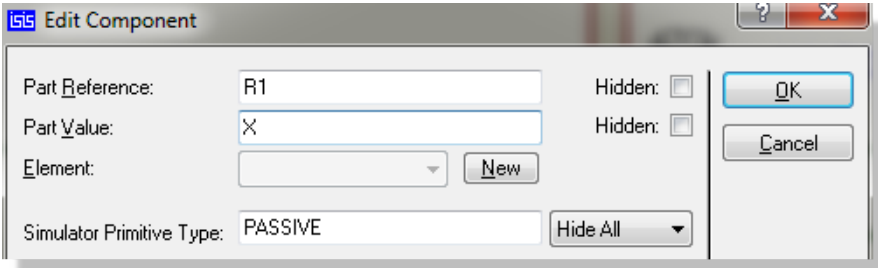 isis Edit Component ? X
Part Reference: R1 Hidden: OK
Part Value: X Hidden: Cancel
Element: New
Simulator Primitive Type: PASSIVE Hide All